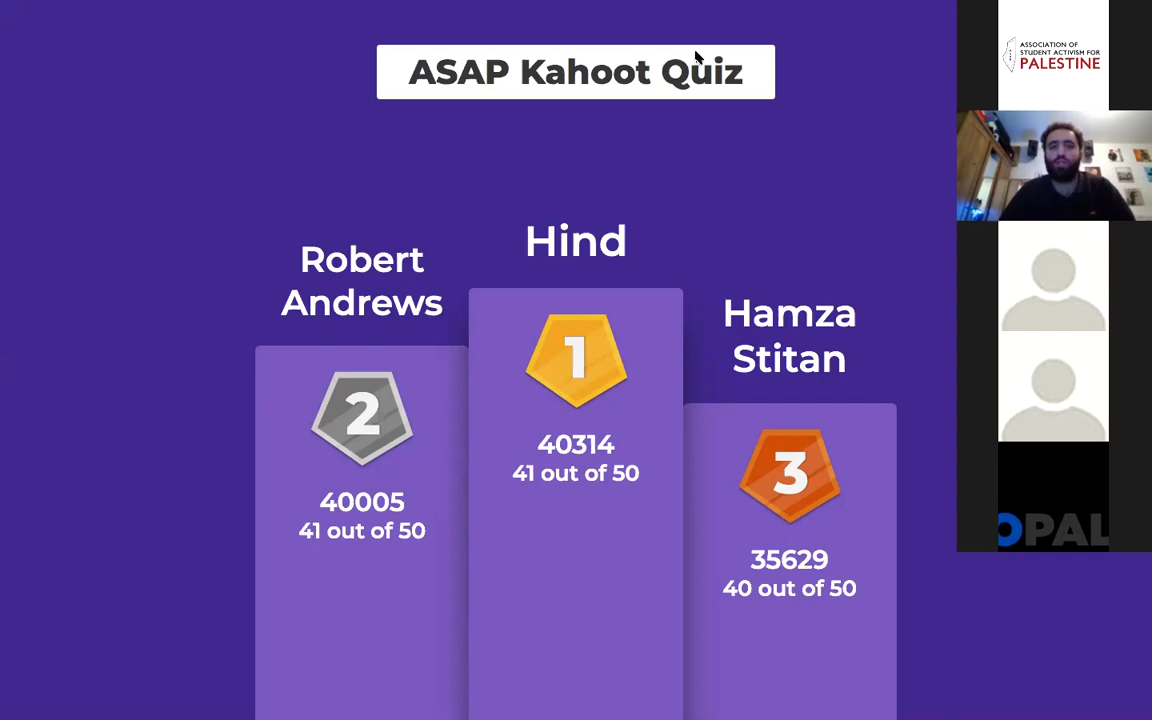 ASAP Kahoot Quiz
ASSOCIATION OF
STUDENT ACTIVISM FOR
PALESTINE
Hind
Robert
Andrews
Hamza
Stitan
1
40314
41 out of 50
2
40005
41 out of 50
3
35629
40 out of 50
OPAL